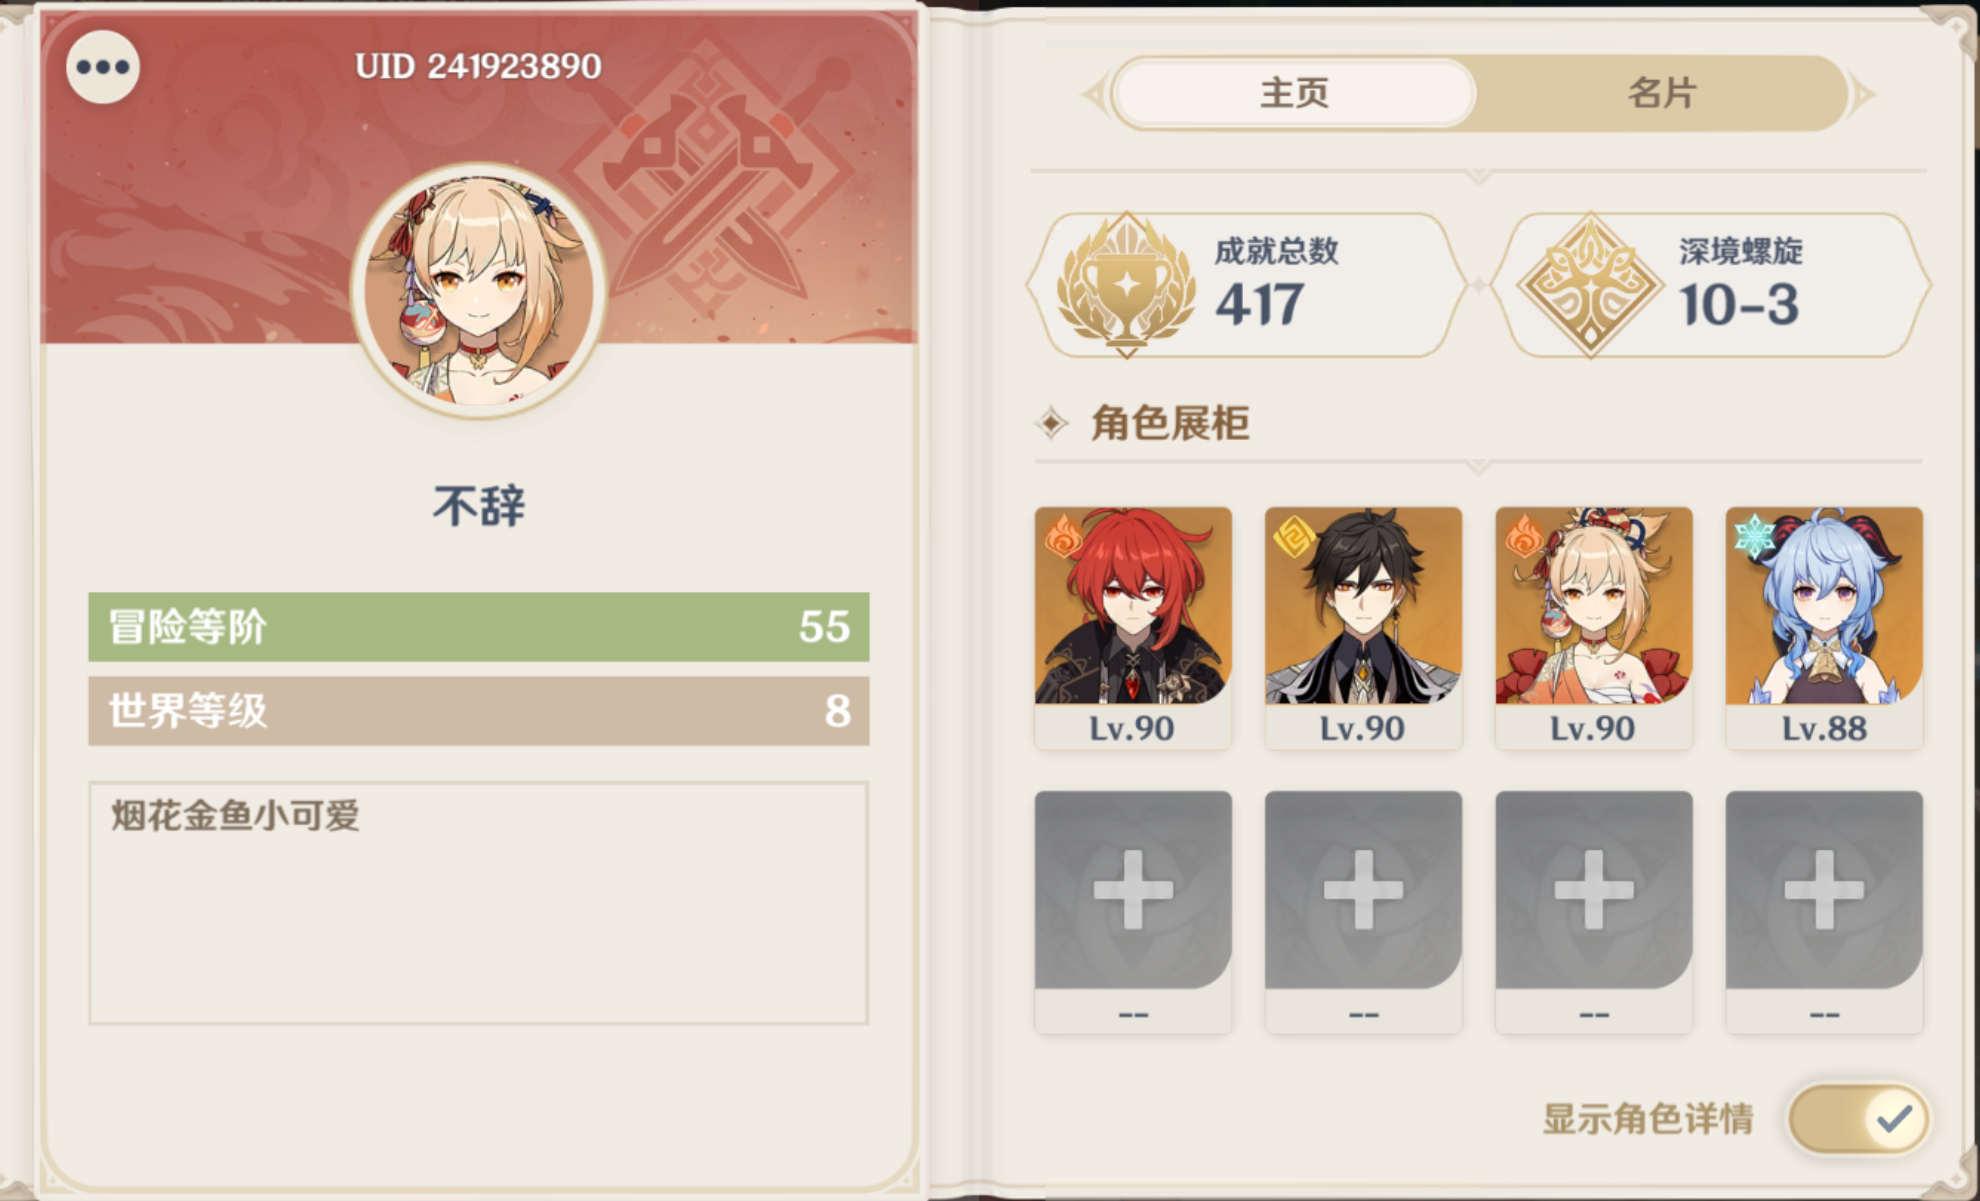 UID 241923890
不辞
冒险等阶 55
世界等级 8
烟花金鱼小可爱
主页 名片
成就总数
417
深境螺旋
10-3
角色展柜
Lv.90 Lv.90 Lv.90 Lv.88
-- -- -- --
显示角色详情